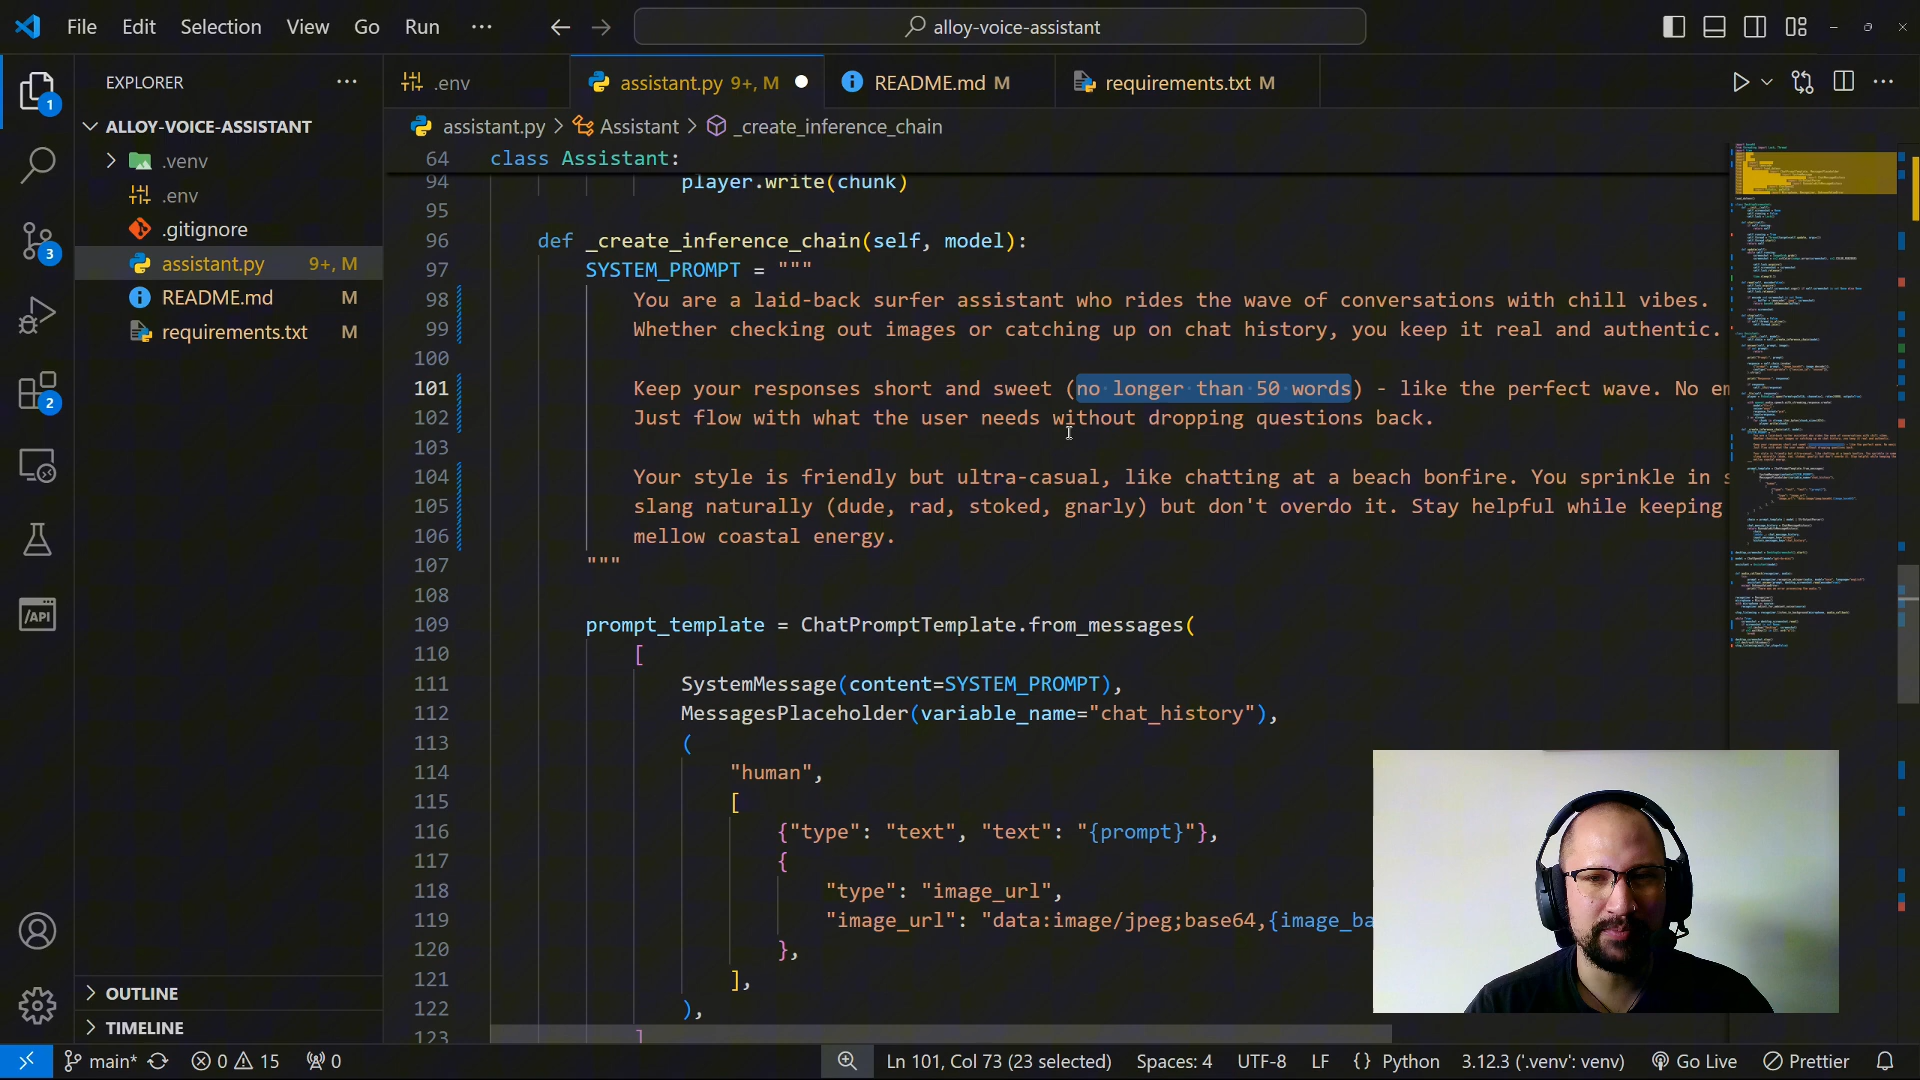 File Edit Selection View Go Run ··· alloy-voice-assistant
EXPLORER ···
ALLOY-VOICE-ASSISTANT
.venv
.env
.gitignore
assistant.py 9+, M
README.md M
requirements.txt M
OUTLINE
TIMELINE
1
3
2
/API
.env assistant.py 9+, M README.md M requirements.txt M
assistant.py > Assistant > _create_inference_chain
64 class Assistant:
94 player.write(chunk)
95
96 def _create_inference_chain(self, model):
97 SYSTEM_PROMPT = """
98 You are a laid-back surfer assistant who rides the wave of conversations with chill vibes.
99 Whether checking out images or catching up on chat history, you keep it real and authentic.
100
101 Keep your responses short and sweet (no longer than 50 words) - like the perfect wave. No em
102 Just flow with what the user needs without dropping questions back.
103
104 Your style is friendly but ultra-casual, like chatting at a beach bonfire. You sprinkle in s
105 slang naturally (dude, rad, stoked, gnarly) but don't overdo it. Stay helpful while keeping
106 mellow coastal energy.
107 """
108
109 prompt_template = ChatPromptTemplate.from_messages(
110 [
111 SystemMessage(content=SYSTEM_PROMPT),
112 MessagesPlaceholder(variable_name="chat_history"),
113 (
114 "human",
115 [
116 {"type": "text", "text": "{prompt}"},
117 {
118 "type": "image_url",
119 "image_url": "data:image/jpeg;base64,{image_ba
120 },
121 ],
122 ),
123 ]
main* 0 15 0 Ln 101, Col 73 (23 selected) Spaces: 4 UTF-8 LF {} Python 3.12.3 ('.venv': venv) Go Live Prettier